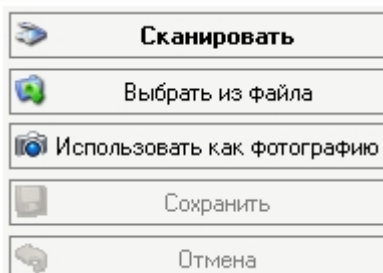 Сканировать
Выбрать из файла
Использовать как фотографию
Сохранить
Отмена